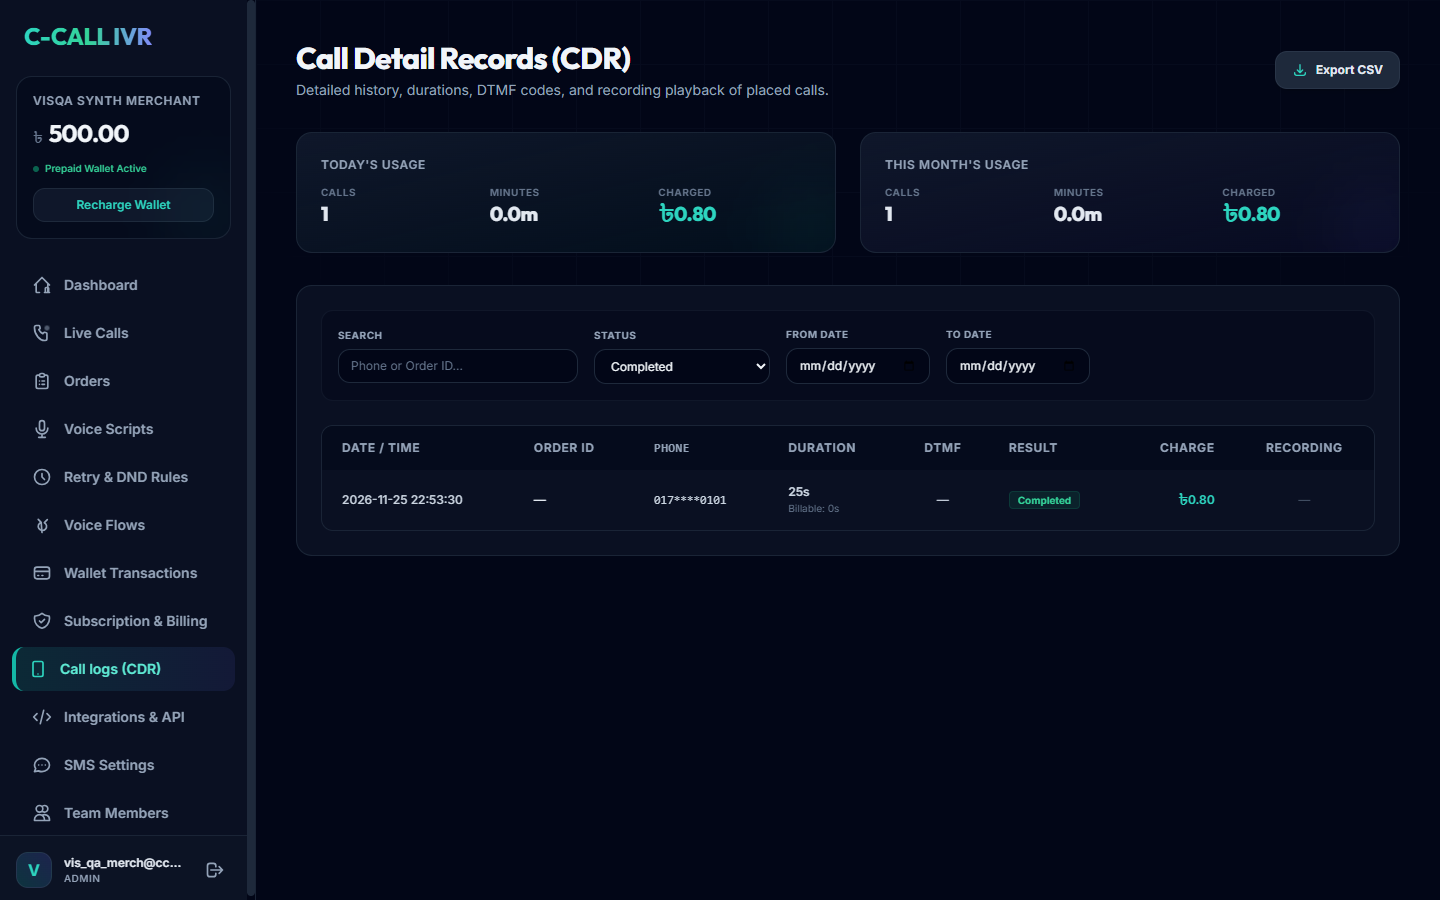 C-CALL IVR
VISQA SYNTH MERCHANT
৳ 500.00
Prepaid Wallet Active
Recharge Wallet
Dashboard
Live Calls
Orders
Voice Scripts
Retry & DND Rules
Voice Flows
Wallet Transactions
Subscription & Billing
Call logs (CDR)
Integrations & API
SMS Settings
Team Members
V
vis_qa_merch@cc...
ADMIN
Call Detail Records (CDR)
Detailed history, durations, DTMF codes, and recording playback of placed calls.
Export CSV
TODAY'S USAGE
CALLS MINUTES CHARGED
1 0.0m ৳0.80
THIS MONTH'S USAGE
CALLS MINUTES CHARGED
1 0.0m ৳0.80
SEARCH STATUS FROM DATE TO DATE
Phone or Order ID... Completed mm/dd/yyyy mm/dd/yyyy
DATE / TIME ORDER ID PHONE DURATION DTMF RESULT CHARGE RECORDING
2026-11-25 22:53:30 — 017****0101 25s — Completed ৳0.80 —
Billable: 0s